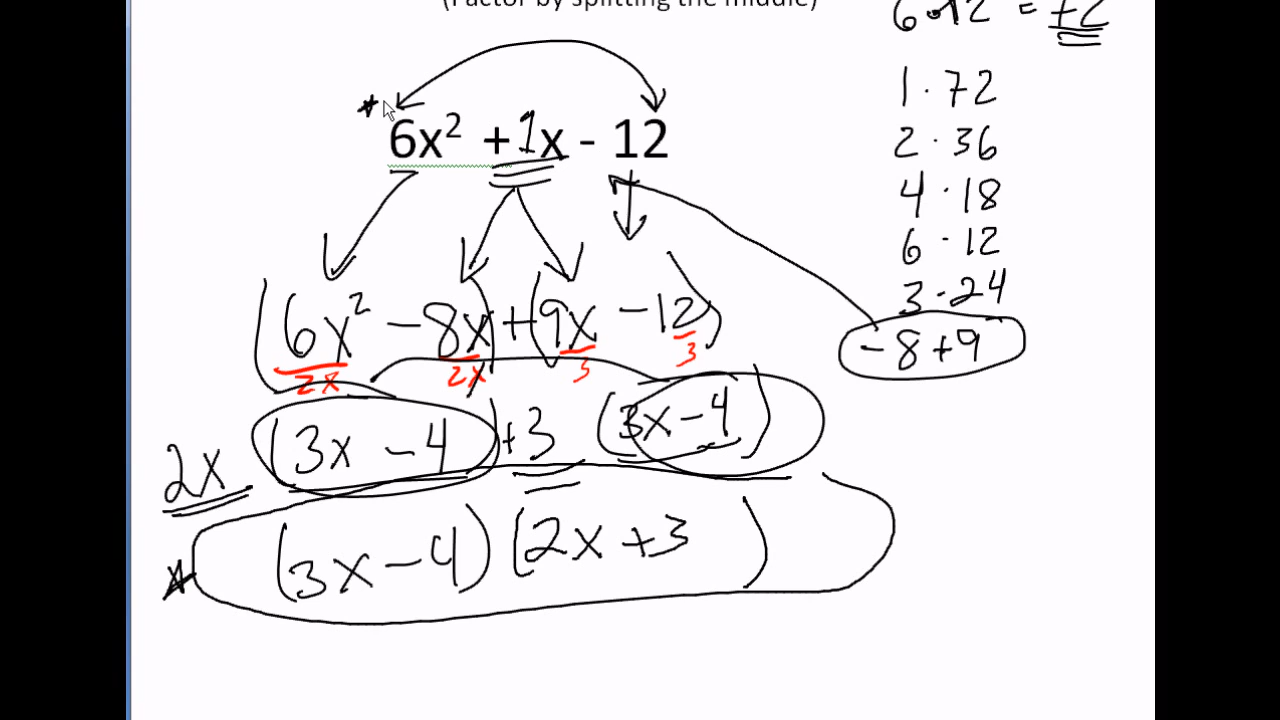 (Factor by splitting the middle)
6 · 12 = 72
1 · 72
2 · 36
4 · 18
6 · 12
3 · 24
- 8 + 9
* 6x² + 1x - 12
(6x² - 8x) + (9x - 12)
2x 2x 3 3
2x (3x - 4) + 3 (3x - 4)
* (3x - 4) (2x + 3 )